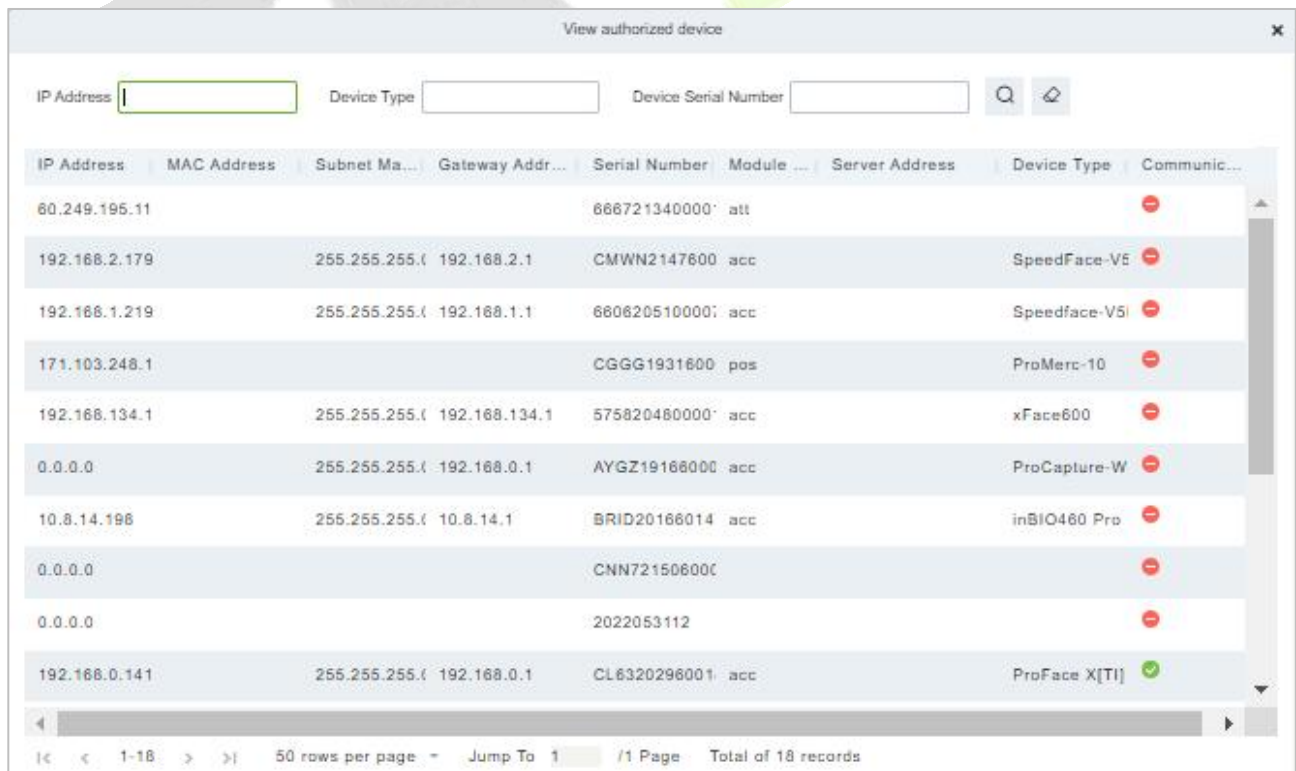 View authorized device
IP Address Device Type Device Serial Number
IP Address MAC Address Subnet Ma... Gateway Addr... Serial Number Module ... Server Address Device Type Communic...
60.249.195.11 666721340000 att
192.168.2.179 255.255.255.( 192.168.2.1 CMWN2147600 acc SpeedFace-V5
192.168.1.219 255.255.255.( 192.168.1.1 660620510000 acc Speedface-V5
171.103.248.1 CGGG1931600 pos ProMerc-10
192.168.134.1 255.255.255.( 192.168.134.1 575820480000 acc xFace600
0.0.0.0 255.255.255.( 192.168.0.1 AYGZ19166000 acc ProCapture-W
10.8.14.198 255.255.255.( 10.8.14.1 BRID20166014 acc inBIO460 Pro
0.0.0.0 CNN72150600
0.0.0.0 2022053112
192.168.0.141 255.255.255.( 192.168.0.1 CL6320296001 acc ProFace X[TI]
1-18 50 rows per page Jump To 1 /1 Page Total of 18 records